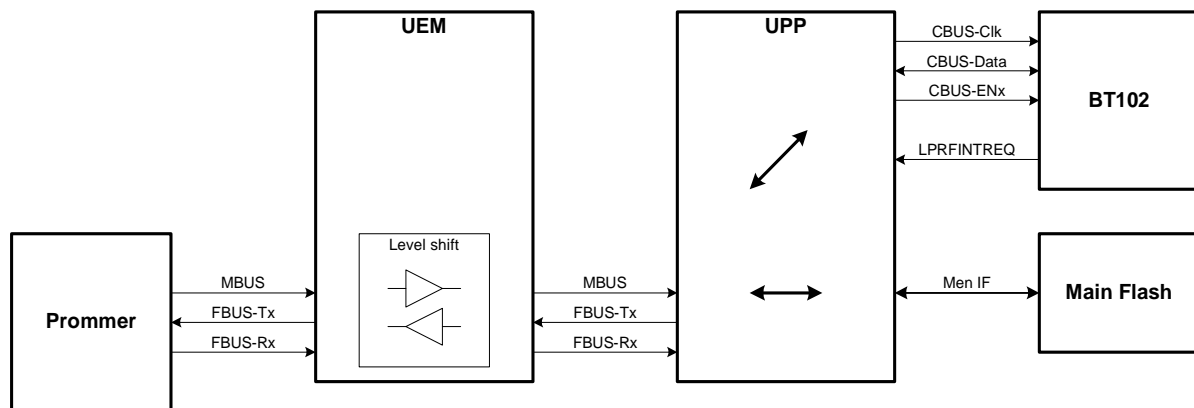 UEM
UPP
CBUS-Clk
CBUS-Data
CBUS-ENx
BT102
LPRFINTREQ
Level shift
Prommer
MBUS
FBUS-Tx
FBUS-Rx
MBUS
FBUS-Tx
FBUS-Rx
Men IF
Main Flash